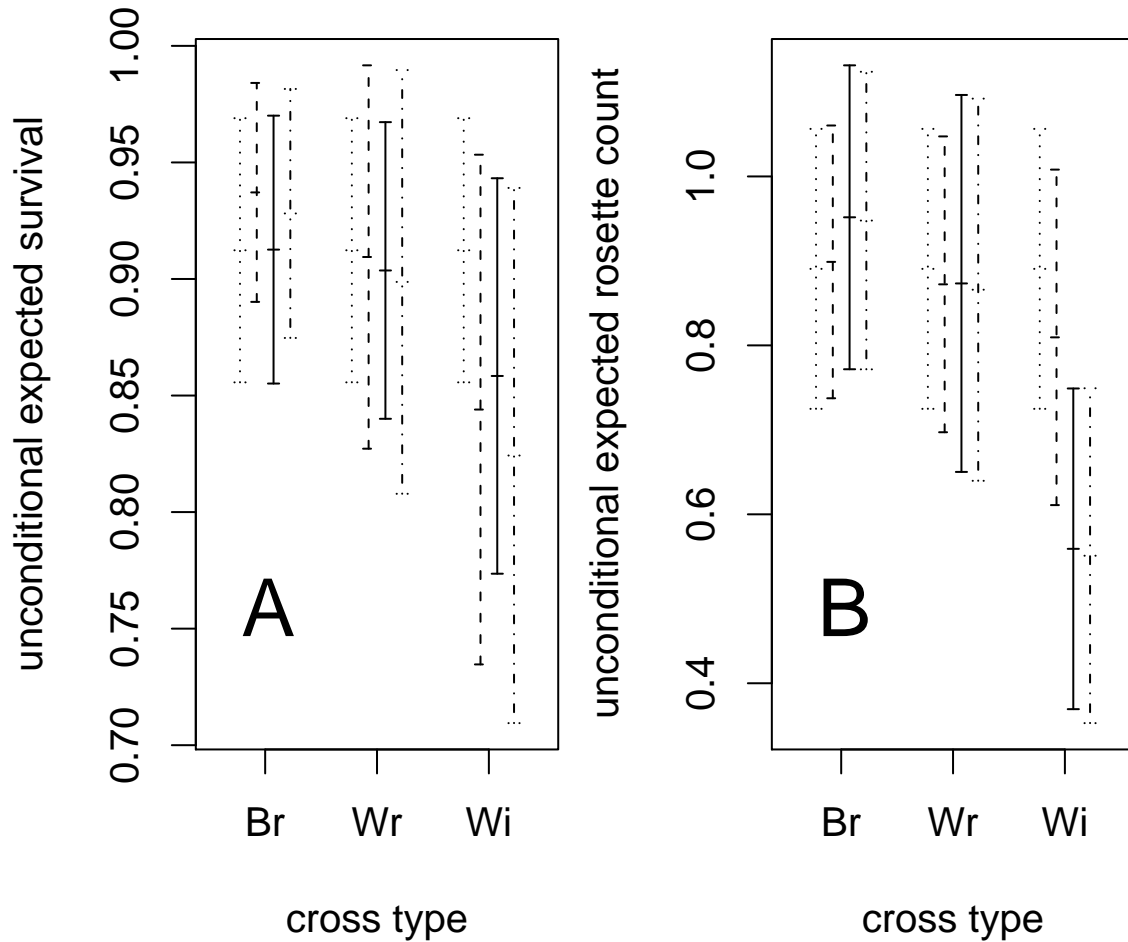 unconditional expected survival
1.00
0.95
0.90
0.85
0.80
0.75
0.70
A
Br Wr Wi
cross type
unconditional expected rosette count
1.0
0.8
0.6
0.4
B
Br Wr Wi
cross type